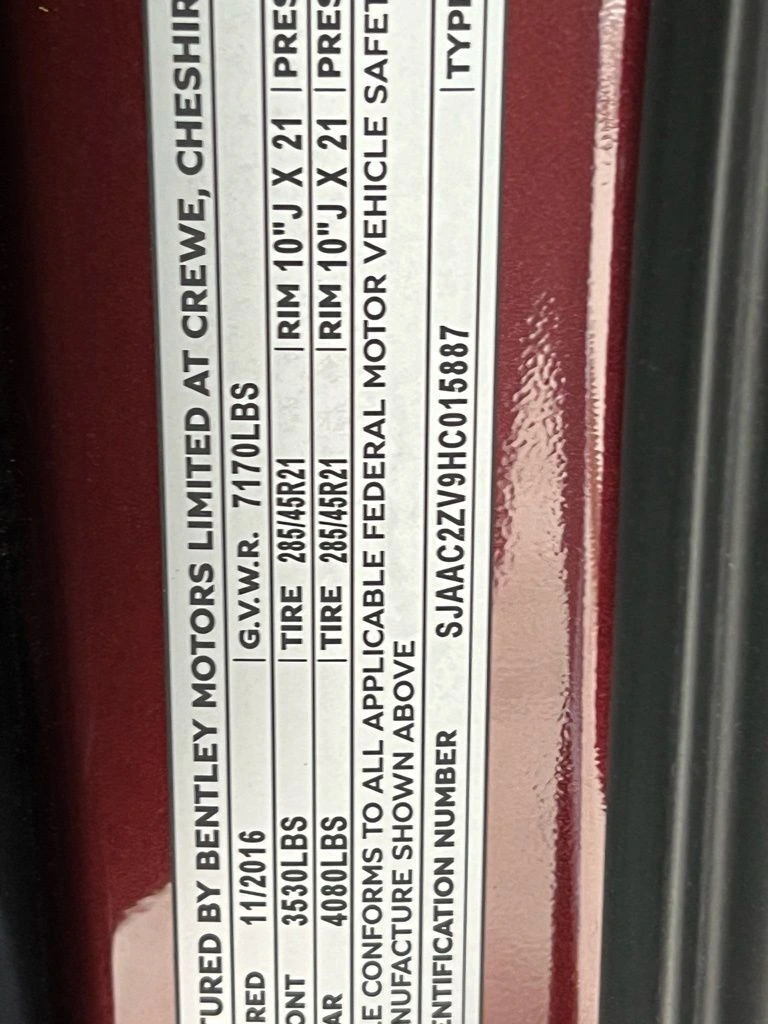 TURED BY BENTLEY MOTORS LIMITED AT CREWE, CHESHIR
RED 11/2016 | G.V.W.R. 7170LBS
ONT 3530LBS | TIRE 285/45R21 | RIM 10"J X 21 | PRES
AR 4080LBS | TIRE 285/45R21 | RIM 10"J X 21 | PRES
E CONFORMS TO ALL APPLICABLE FEDERAL MOTOR VEHICLE SAFET
NUFACTURE SHOWN ABOVE
ENTIFICATION NUMBER SJAAC2ZV9HC015887 | TYPE